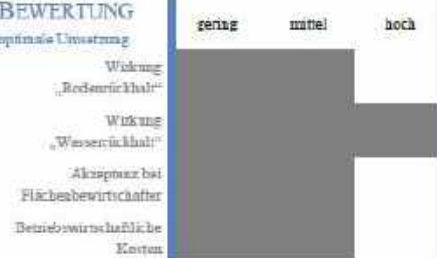 BEWERTUNG
gering mittel hoch
optimale Umsetzung
Wirkung
„Bodenrückhalt“
Wirkung
„Wasserrückhalt“
Akzeptanz bei
Flächenbewirtschafter
Betriebswirtschaftliche
Kosten